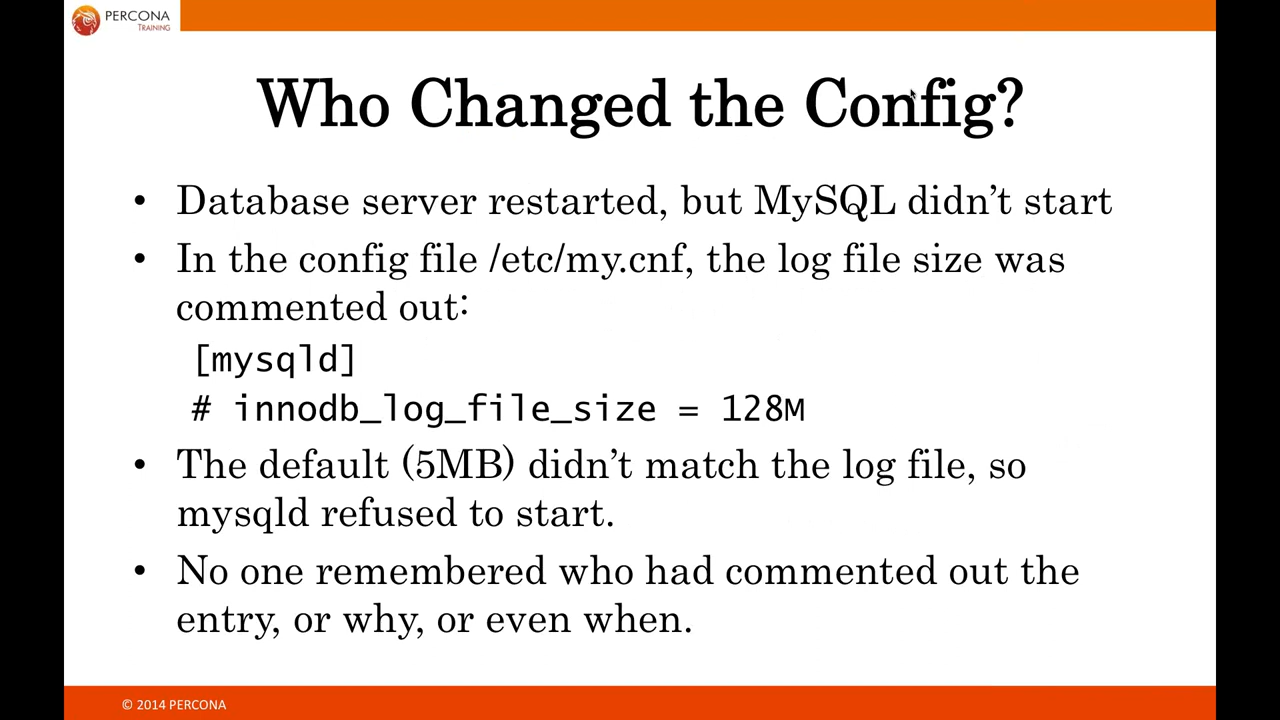 PERCONA
TRAINING
Who Changed the Config?
• Database server restarted, but MySQL didn't start
• In the config file /etc/my.cnf, the log file size was
commented out:
[mysqld]
# innodb_log_file_size = 128M
• The default (5MB) didn't match the log file, so
mysqld refused to start.
• No one remembered who had commented out the
entry, or why, or even when.
© 2014 PERCONA